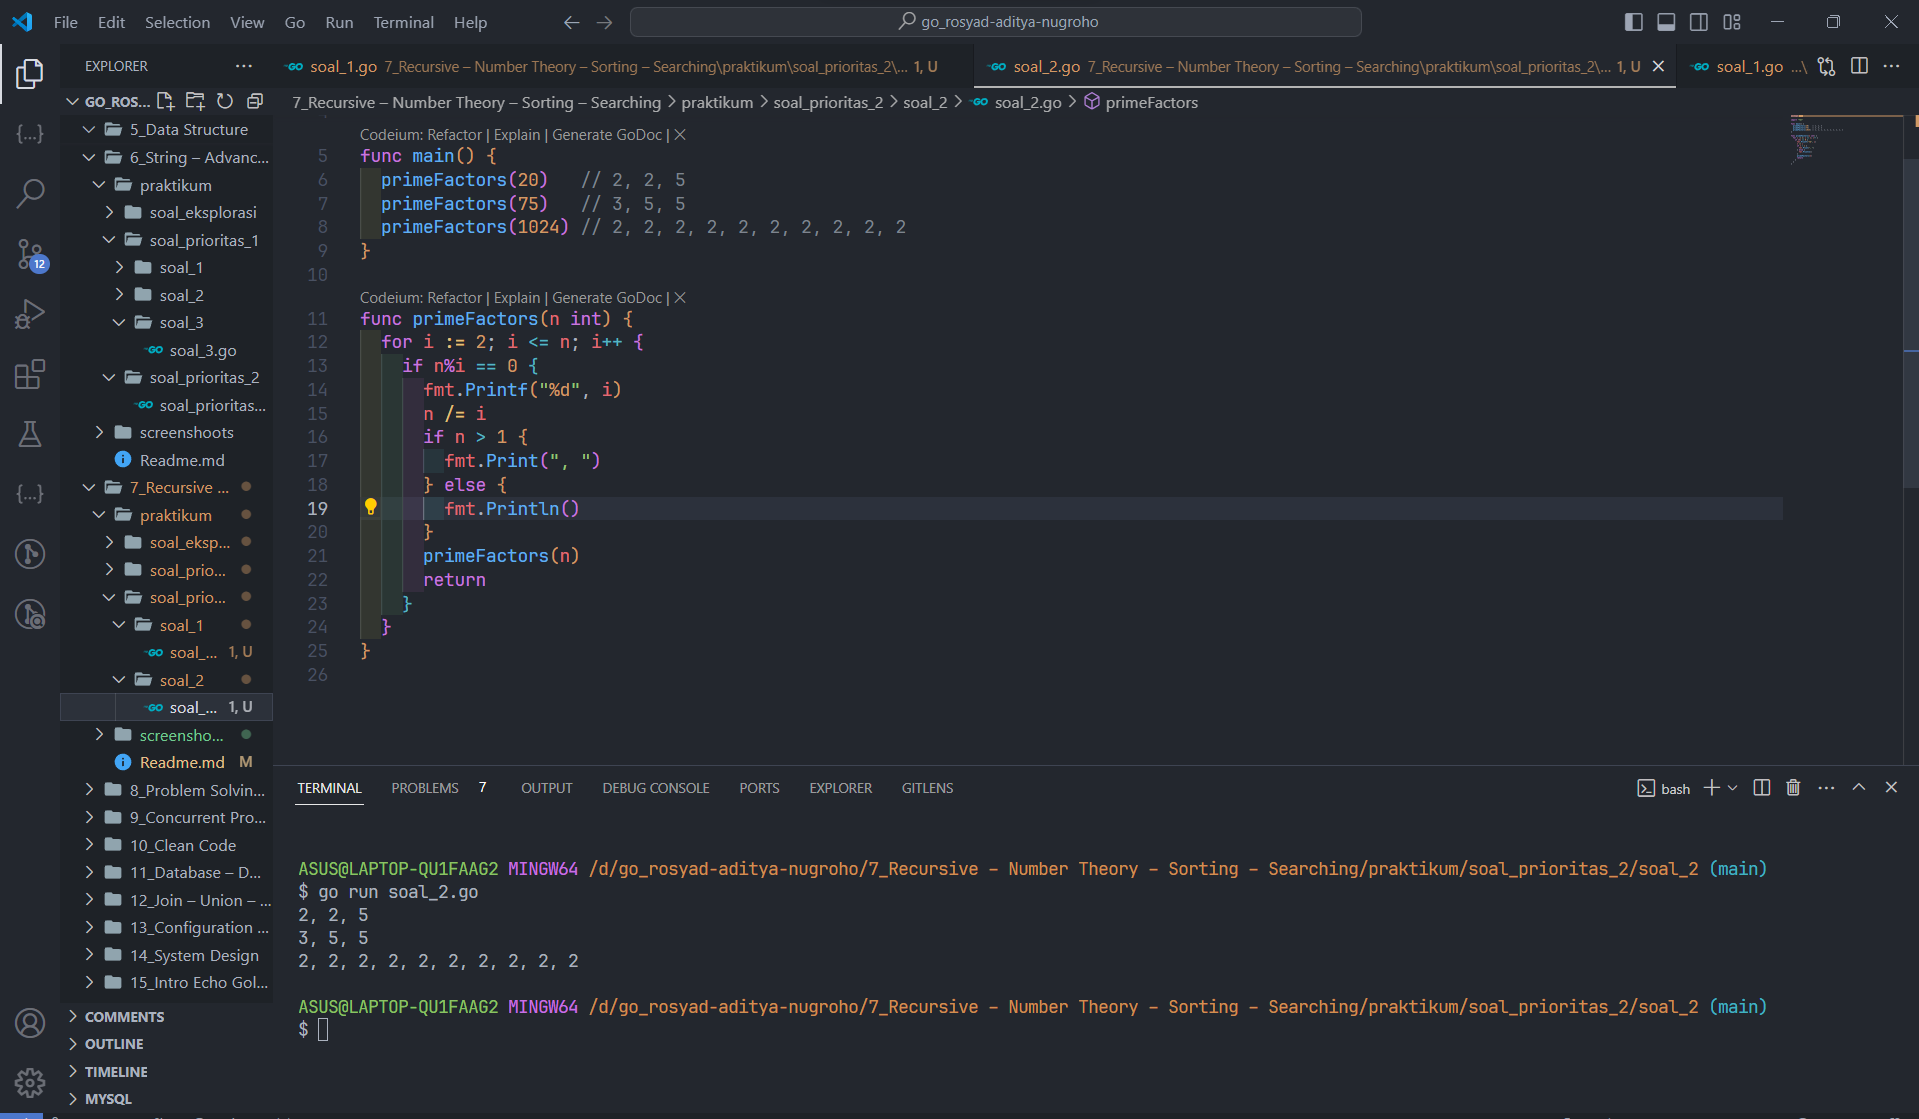 File Edit Selection View Go Run Terminal Help
go_rosyad-aditya-nugroho
EXPLORER
GO_ROS...
5_Data Structure
6_String – Advanc...
praktikum
soal_eksplorasi
soal_prioritas_1
soal_1
soal_2
soal_3
soal_3.go
soal_prioritas_2
soal_prioritas...
screenshoots
Readme.md
7_Recursive ...
praktikum
soal_eksp...
soal_prio...
soal_prio...
soal_1
soal_... 1, U
soal_2
soal_... 1, U
screensho...
Readme.md M
8_Problem Solvin...
9_Concurrent Pro...
10_Clean Code
11_Database – D...
12_Join – Union – ...
13_Configuration ...
14_System Design
15_Intro Echo Gol...
COMMENTS
OUTLINE
TIMELINE
MYSQL
12
soal_1.go 7_Recursive – Number Theory – Sorting – Searching\praktikum\soal_prioritas_2\... 1, U
soal_2.go 7_Recursive – Number Theory – Sorting – Searching\praktikum\soal_prioritas_2\... 1, U
soal_1.go ...\
7_Recursive – Number Theory – Sorting – Searching > praktikum > soal_prioritas_2 > soal_2 > soal_2.go > primeFactors
Codeium: Refactor | Explain | Generate GoDoc | ×
5 func main() {
6 primeFactors(20) // 2, 2, 5
7 primeFactors(75) // 3, 5, 5
8 primeFactors(1024) // 2, 2, 2, 2, 2, 2, 2, 2, 2, 2
9 }
10
Codeium: Refactor | Explain | Generate GoDoc | ×
11 func primeFactors(n int) {
12 for i := 2; i <= n; i++ {
13 if n%i == 0 {
14 fmt.Printf("%d", i)
15 n /= i
16 if n > 1 {
17 fmt.Print(", ")
18 } else {
19 fmt.Println()
20 }
21 primeFactors(n)
22 return
23 }
24 }
25 }
26
TERMINAL PROBLEMS 7 OUTPUT DEBUG CONSOLE PORTS EXPLORER GITLENS
bash
ASUS@LAPTOP-QU1FAAG2 MINGW64 /d/go_rosyad-aditya-nugroho/7_Recursive – Number Theory – Sorting – Searching/praktikum/soal_prioritas_2/soal_2 (main)
$ go run soal_2.go
2, 2, 5
3, 5, 5
2, 2, 2, 2, 2, 2, 2, 2, 2, 2
ASUS@LAPTOP-QU1FAAG2 MINGW64 /d/go_rosyad-aditya-nugroho/7_Recursive – Number Theory – Sorting – Searching/praktikum/soal_prioritas_2/soal_2 (main)
$